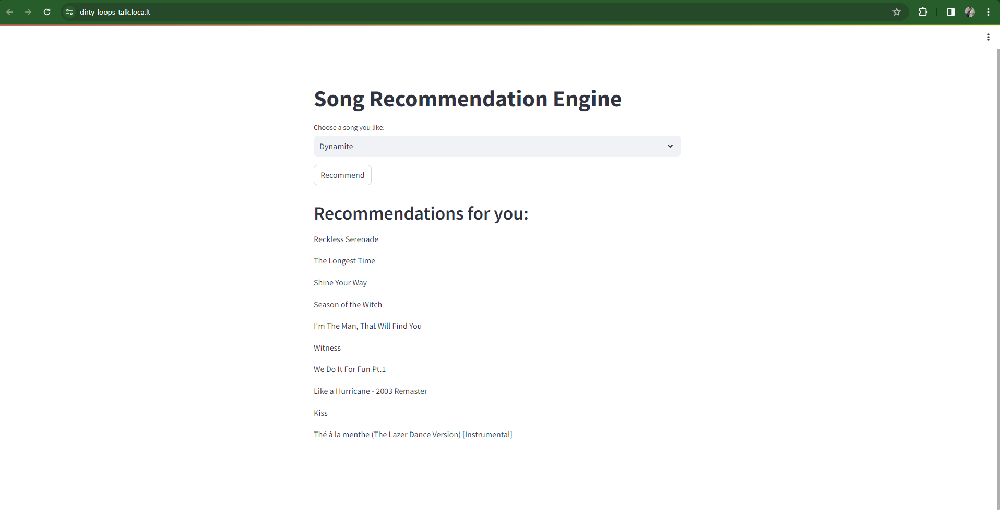 dirty-loops-talk.loca.lt
Song Recommendation Engine
Choose a song you like:
Dynamite
Recommend
Recommendations for you:
Reckless Serenade
The Longest Time
Shine Your Way
Season of the Witch
I'm The Man, That Will Find You
Witness
We Do It For Fun Pt.1
Like a Hurricane - 2003 Remaster
Kiss
Thé à la menthe (The Lazer Dance Version) [Instrumental]